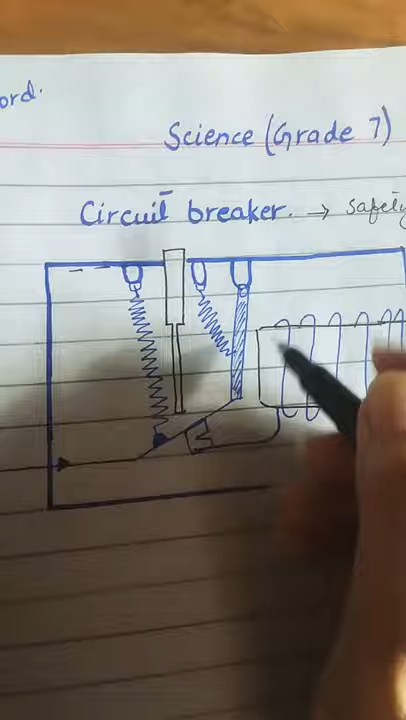 ord.
Science (Grade 7)
Circuit breaker. → Safety